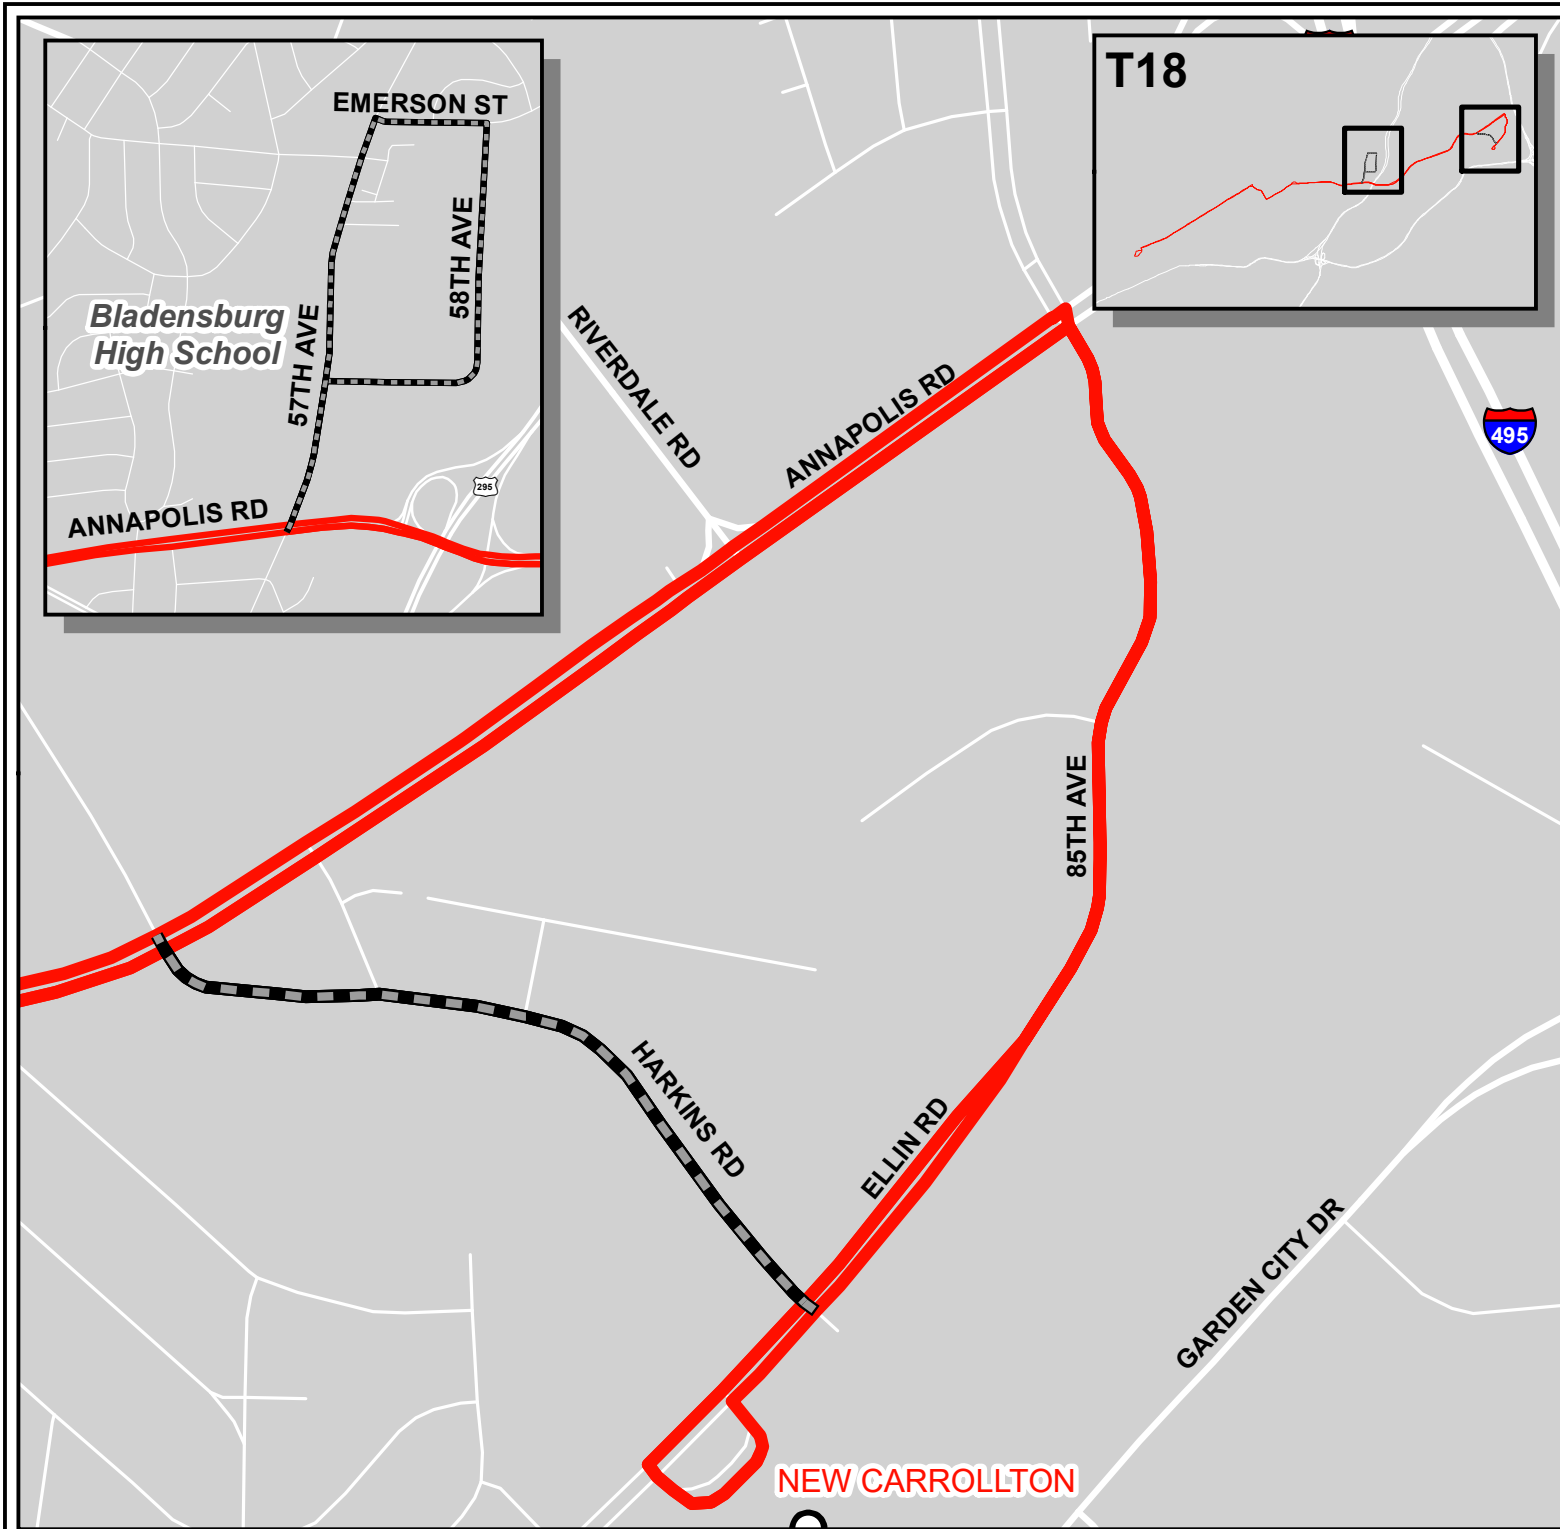 T18
EMERSON ST
58TH AVE
Bladensburg
High School
57TH AVE
295
ANNAPOLIS RD
RIVERDALE RD
ANNAPOLIS RD
495
85TH AVE
HARKINS RD
ELLIN RD
GARDEN CITY DR
NEW CARROLLTON